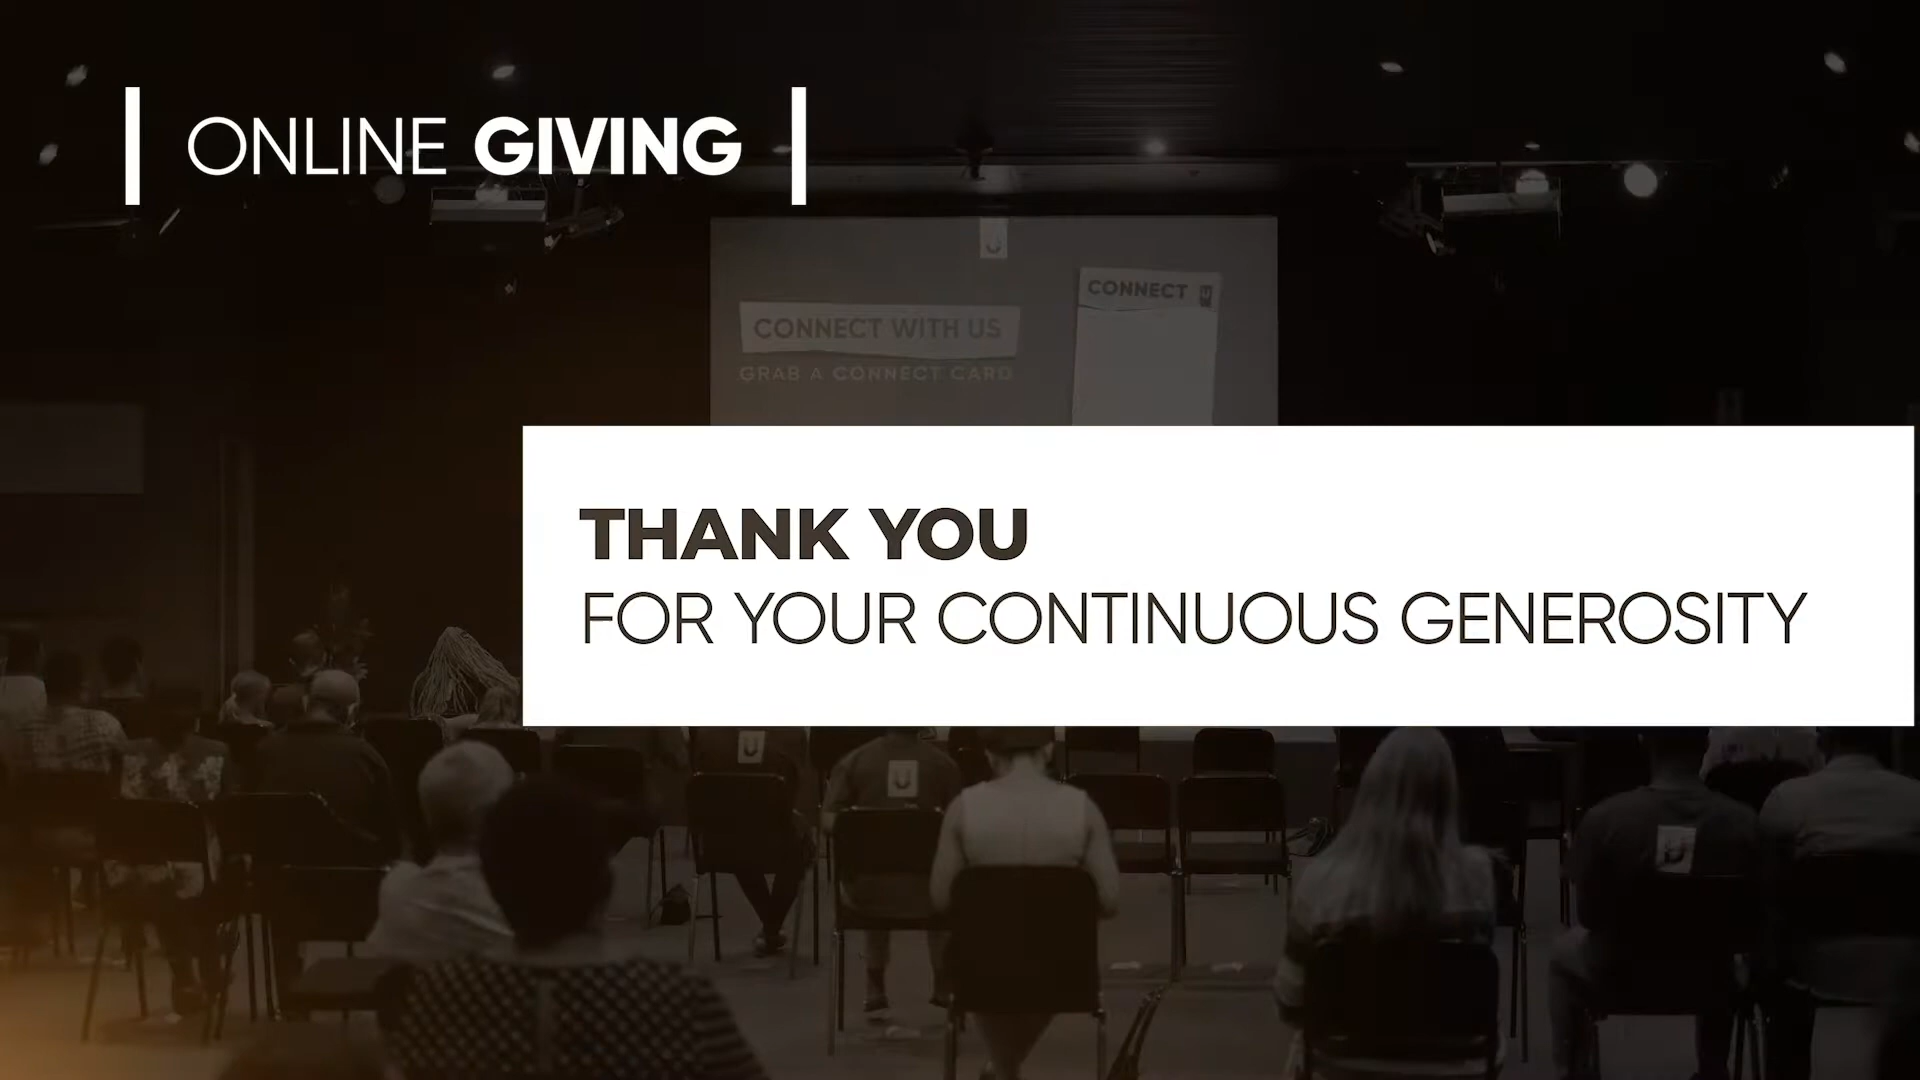 ONLINE GIVING
CONNECT WITH US
GRAB A CONNECT CARD
CONNECT U
THANK YOU
FOR YOUR CONTINUOUS GENEROSITY